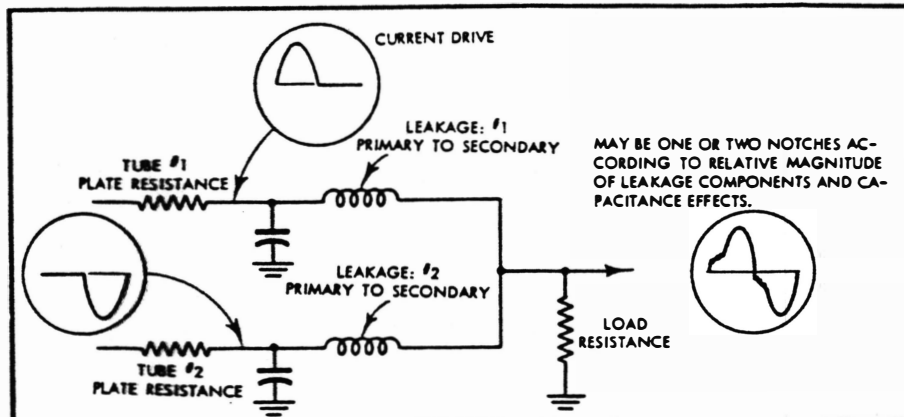 CURRENT DRIVE
LEAKAGE: #1
PRIMARY TO SECONDARY
TUBE #1
PLATE RESISTANCE
MAY BE ONE OR TWO NOTCHES AC-
CORDING TO RELATIVE MAGNITUDE
OF LEAKAGE COMPONENTS AND CA-
PACITANCE EFFECTS.
LEAKAGE: #2
PRIMARY TO SECONDARY
LOAD
RESISTANCE
TUBE #2
PLATE RESISTANCE